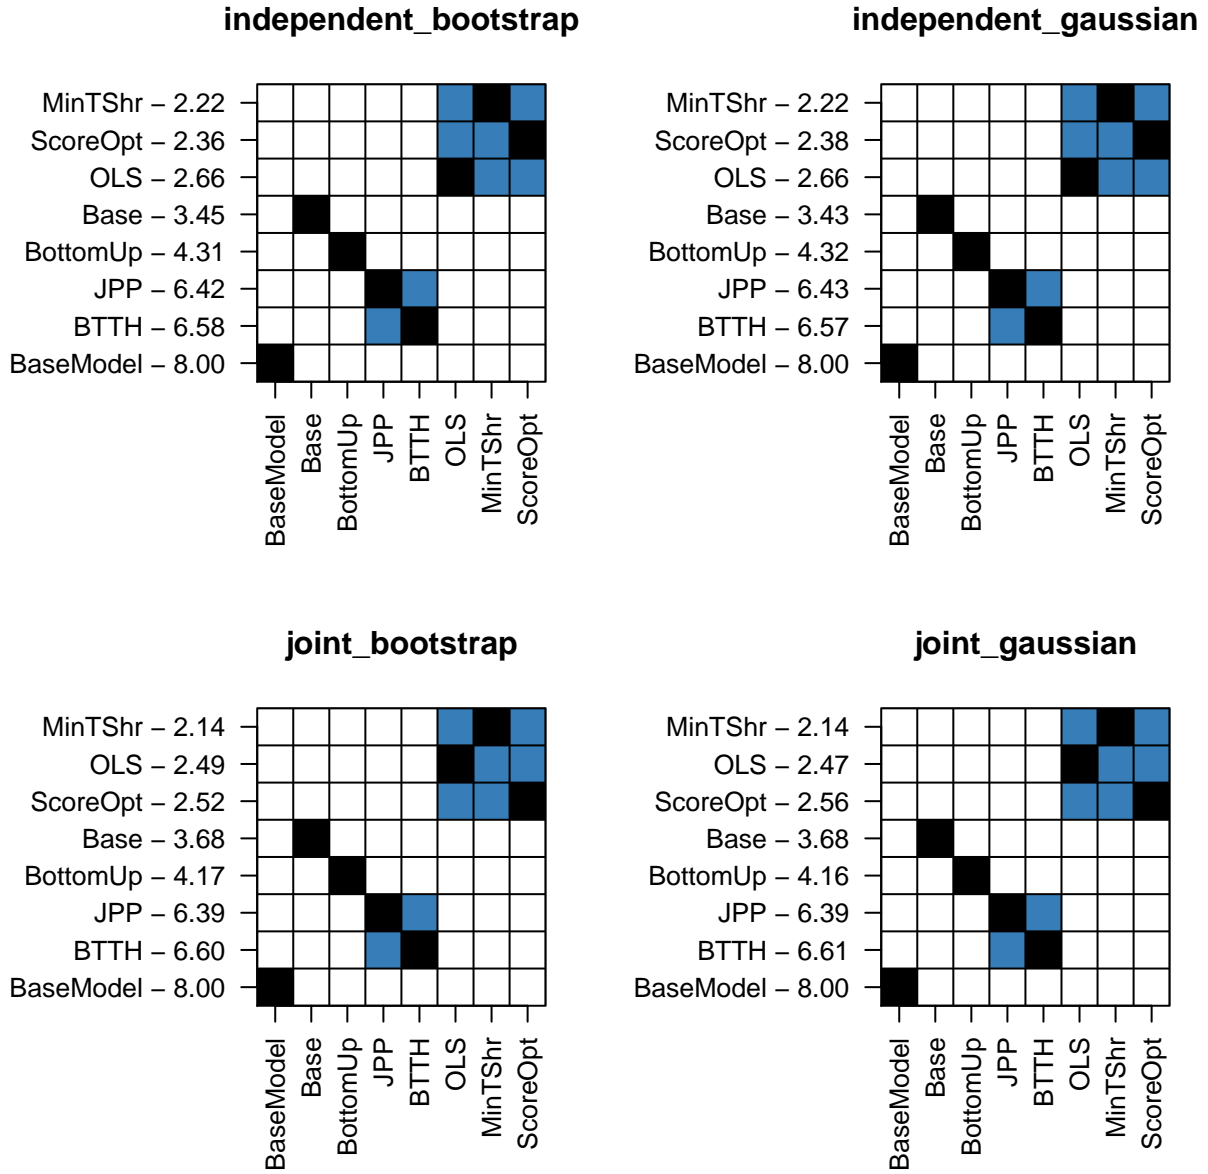 independent_bootstrap
MinTShr − 2.22
ScoreOpt − 2.36
OLS − 2.66
Base − 3.45
BottomUp − 4.31
JPP − 6.42
BTTH − 6.58
BaseModel − 8.00
BaseModel
Base
BottomUp
JPP
BTTH
OLS
MinTShr
ScoreOpt
independent_gaussian
MinTShr − 2.22
ScoreOpt − 2.38
OLS − 2.66
Base − 3.43
BottomUp − 4.32
JPP − 6.43
BTTH − 6.57
BaseModel − 8.00
BaseModel
Base
BottomUp
JPP
BTTH
OLS
MinTShr
ScoreOpt
joint_bootstrap
MinTShr − 2.14
OLS − 2.49
ScoreOpt − 2.52
Base − 3.68
BottomUp − 4.17
JPP − 6.39
BTTH − 6.60
BaseModel − 8.00
BaseModel
Base
BottomUp
JPP
BTTH
OLS
MinTShr
ScoreOpt
joint_gaussian
MinTShr − 2.14
OLS − 2.47
ScoreOpt − 2.56
Base − 3.68
BottomUp − 4.16
JPP − 6.39
BTTH − 6.61
BaseModel − 8.00
BaseModel
Base
BottomUp
JPP
BTTH
OLS
MinTShr
ScoreOpt